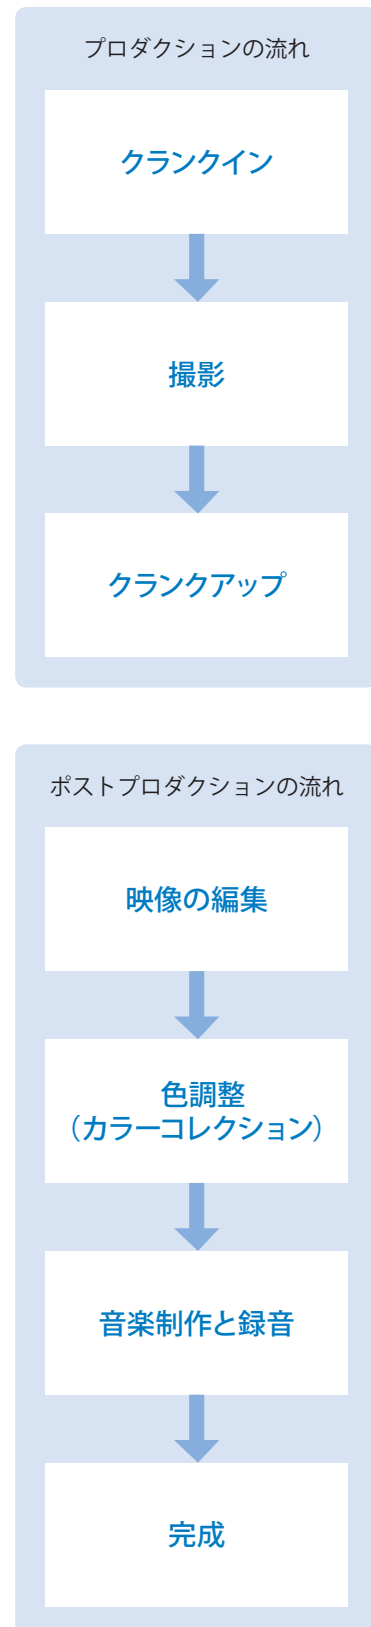 プロダクションの流れ
クランクイン
撮影
クランクアップ
ポストプロダクションの流れ
映像の編集
色調整
（カラーコレクション）
音楽制作と録音
完成